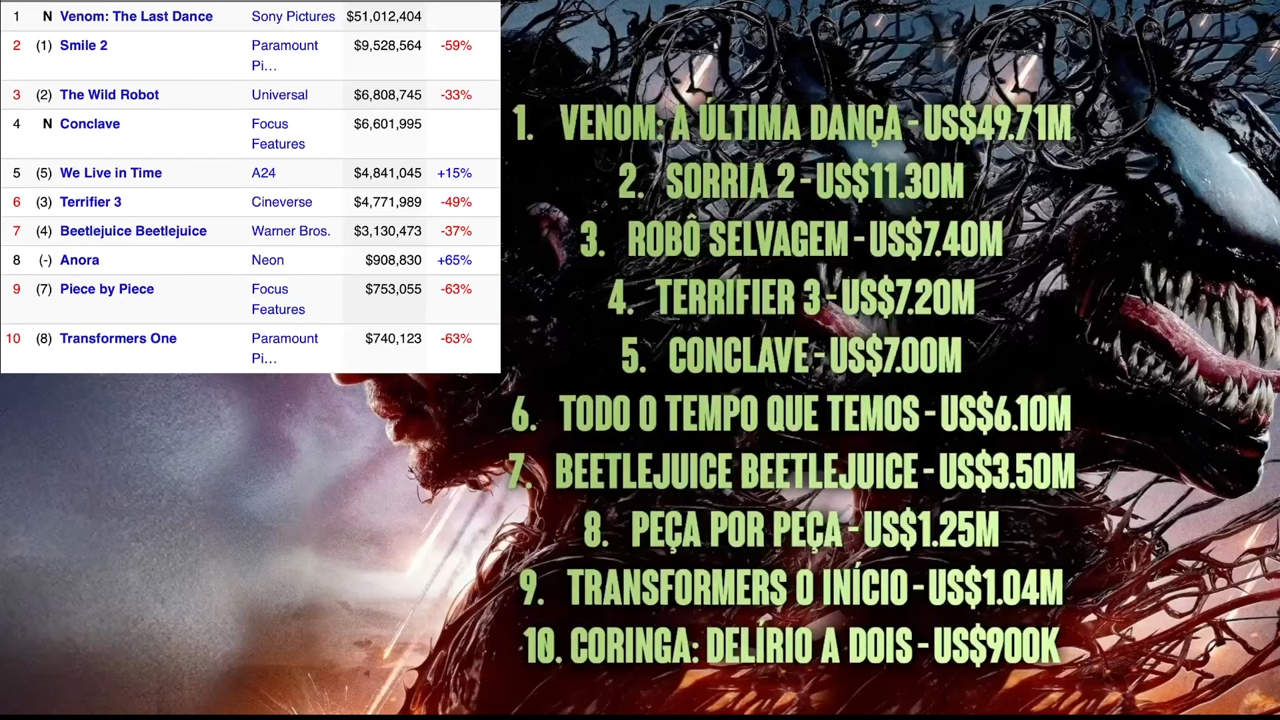 1 N Venom: The Last Dance Sony Pictures $51,012,404
2 (1) Smile 2 Paramount Pi… $9,528,564 -59%
3 (2) The Wild Robot Universal $6,808,745 -33%
4 N Conclave Focus Features $6,601,995
5 (5) We Live in Time A24 $4,841,045 +15%
6 (3) Terrifier 3 Cineverse $4,771,989 -49%
7 (4) Beetlejuice Beetlejuice Warner Bros. $3,130,473 -37%
8 (-) Anora Neon $908,830 +65%
9 (7) Piece by Piece Focus Features $753,055 -63%
10 (8) Transformers One Paramount Pi… $740,123 -63%
1. VENOM: A ÚLTIMA DANÇA - US$49.71M
2. SORRIA 2 - US$11.30M
3. ROBÔ SELVAGEM - US$7.40M
4. TERRIFIER 3 - US$7.20M
5. CONCLAVE - US$7.00M
6. TODO O TEMPO QUE TEMOS - US$6.10M
7. BEETLEJUICE BEETLEJUICE - US$3.50M
8. PEÇA POR PEÇA - US$1.25M
9. TRANSFORMERS O INÍCIO - US$1.04M
10. CORINGA: DELÍRIO A DOIS - US$900K